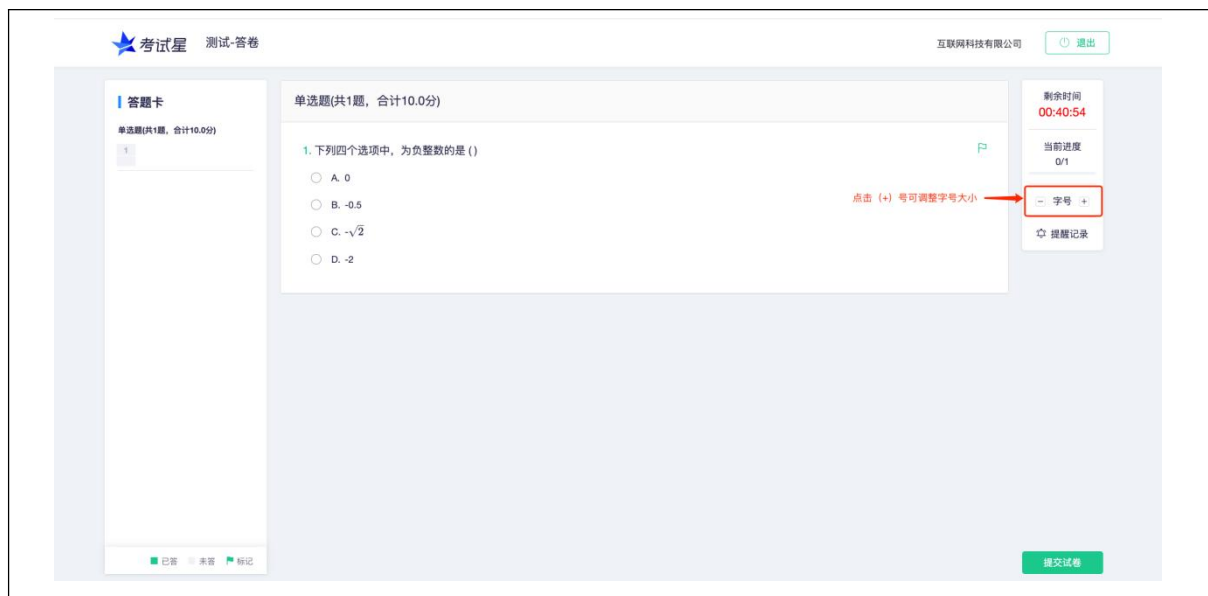 考试星 测试-答卷
互联网科技有限公司 退出
答题卡
单选题(共1题，合计10.0分)
1
单选题(共1题，合计10.0分)
1. 下列四个选项中，为负整数的是 ()
A. 0
B. -0.5
C. -√2
D. -2
点击（+）号可调整字号大小
剩余时间
00:40:54
当前进度
0/1
- 字号 +
提醒记录
已答 未答 标记
提交试卷